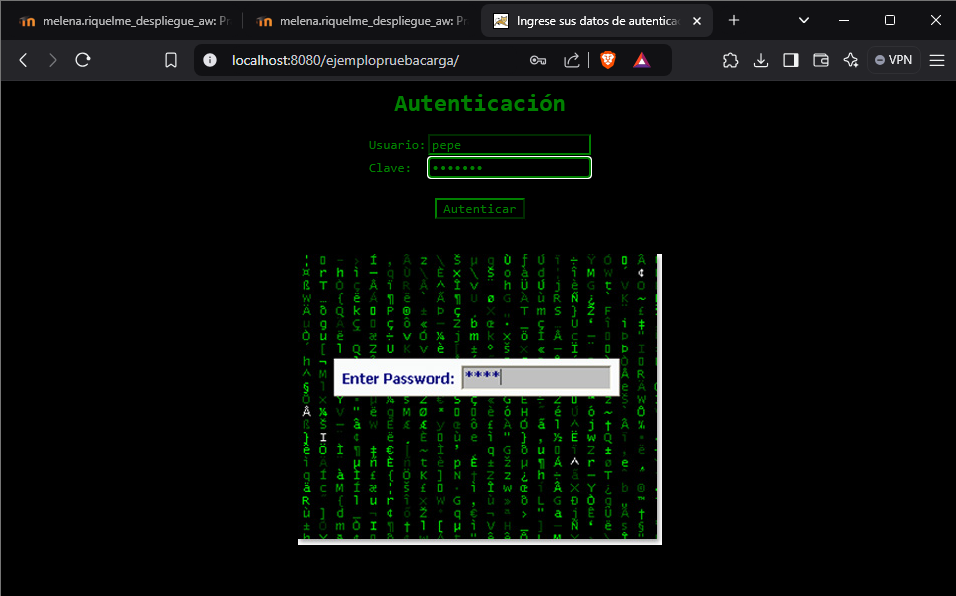 melena.riquelme_despliegue_aw: Pr
melena.riquelme_despliegue_aw: Pr
Ingrese sus datos de autenticac
localhost:8080/ejemplopruebacarga/
VPN
Autenticación
Usuario: pepe
Clave: •••••••
Autenticar
Enter Password: ****